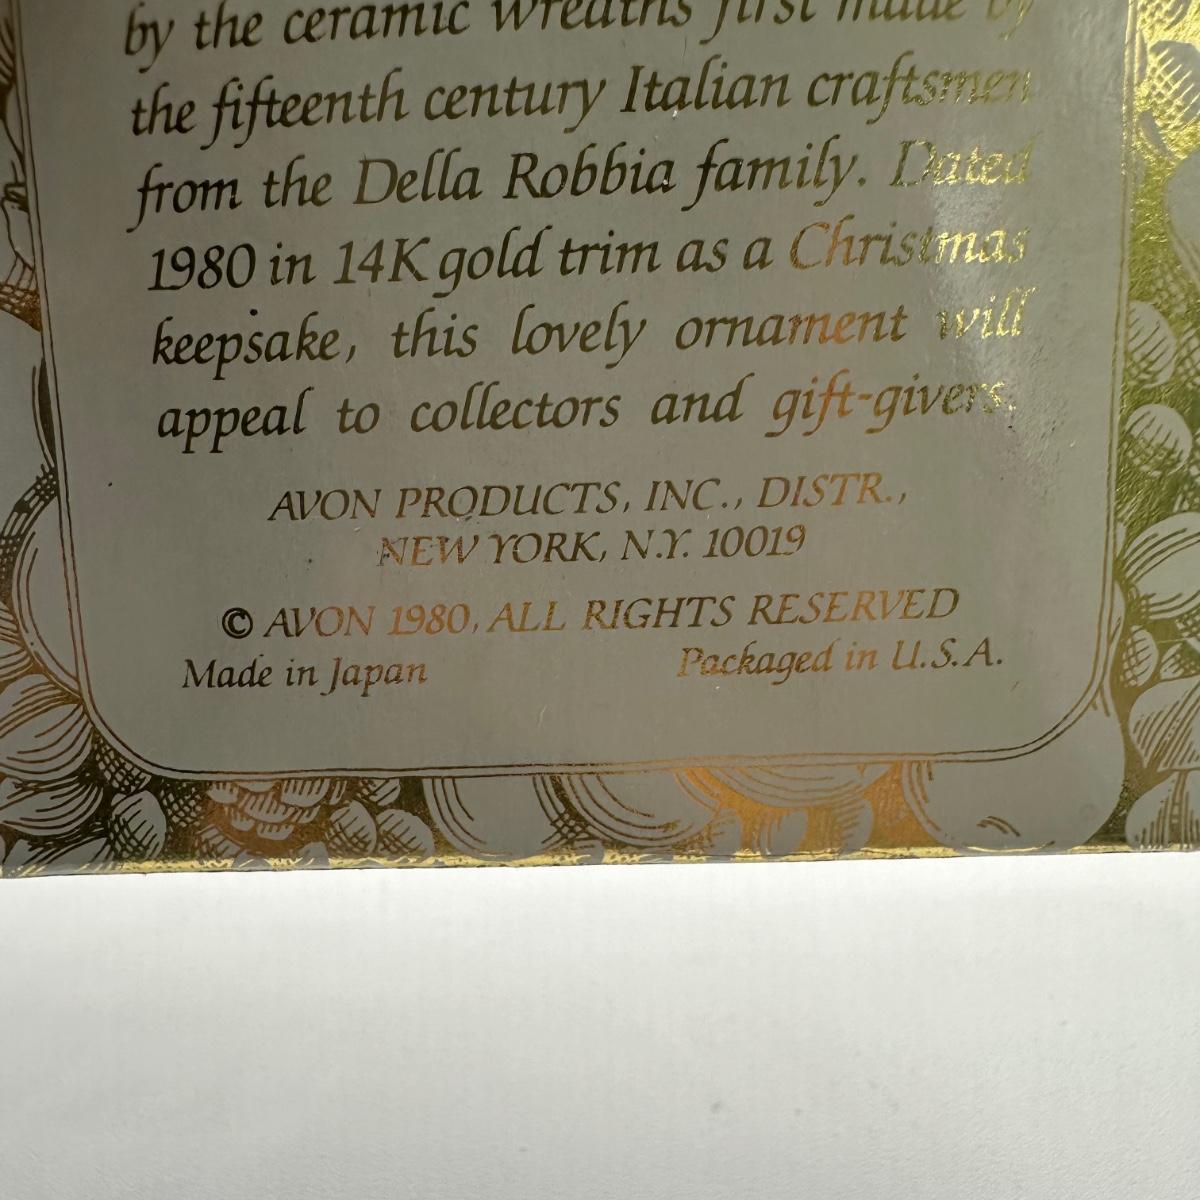 by the ceramic wreaths first made by
the fifteenth century Italian craftsmen
from the Della Robbia family. Dated
1980 in 14K gold trim as a Christmas
keepsake, this lovely ornament will
appeal to collectors and gift-givers.
AVON PRODUCTS, INC., DISTR.,
NEW YORK, N.Y. 10019
© AVON 1980, ALL RIGHTS RESERVED
Made in Japan Packaged in U.S.A.